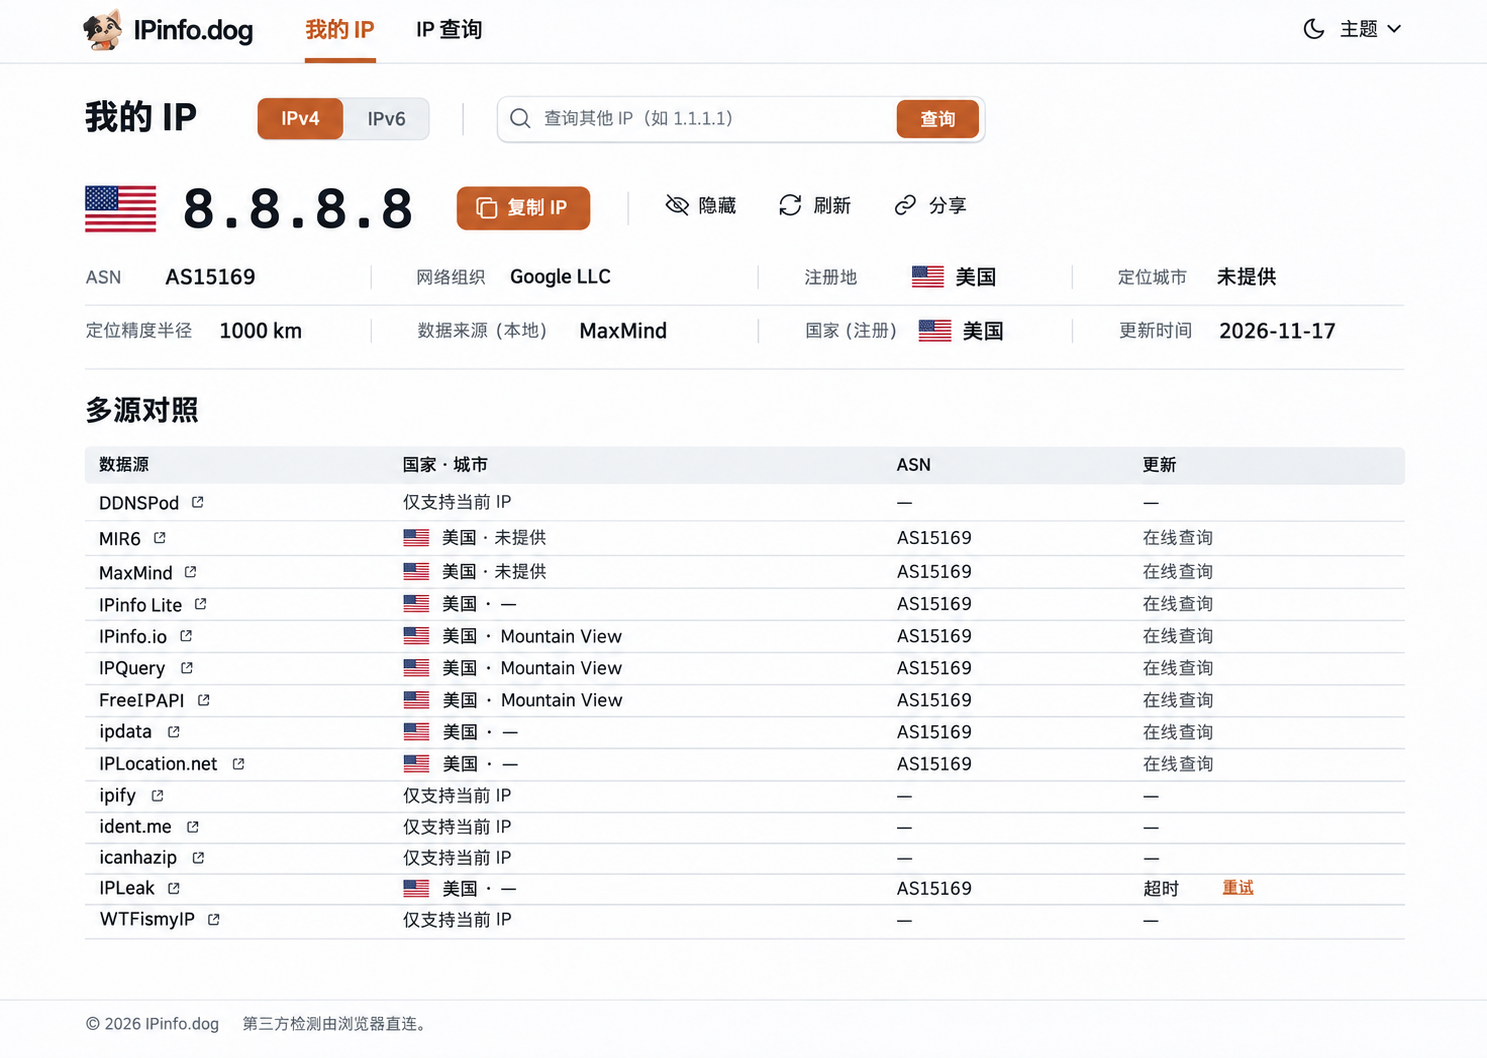 IPinfo.dog 我的 IP IP 查询 主题
我的 IP IPv4 IPv6 查询其他 IP（如 1.1.1.1） 查询
8.8.8.8 复制 IP 隐藏 刷新 分享
ASN AS15169 网络组织 Google LLC 注册地 美国 定位城市 未提供
定位精度半径 1000 km 数据来源（本地） MaxMind 国家（注册） 美国 更新时间 2026-11-17
多源对照
数据源 国家 · 城市 ASN 更新
DDNSPod 仅支持当前 IP — —
MIR6 美国 · 未提供 AS15169 在线查询
MaxMind 美国 · 未提供 AS15169 在线查询
IPinfo Lite 美国 · — AS15169 在线查询
IPinfo.io 美国 · Mountain View AS15169 在线查询
IPQuery 美国 · Mountain View AS15169 在线查询
FreeIPAPI 美国 · Mountain View AS15169 在线查询
ipdata 美国 · — AS15169 在线查询
IPLocation.net 美国 · — AS15169 在线查询
ipify 仅支持当前 IP — —
ident.me 仅支持当前 IP — —
icanhazip 仅支持当前 IP — —
IPLeak 美国 · — AS15169 超时 重试
WTFismyIP 仅支持当前 IP — —
© 2026 IPinfo.dog 第三方检测由浏览器直连。